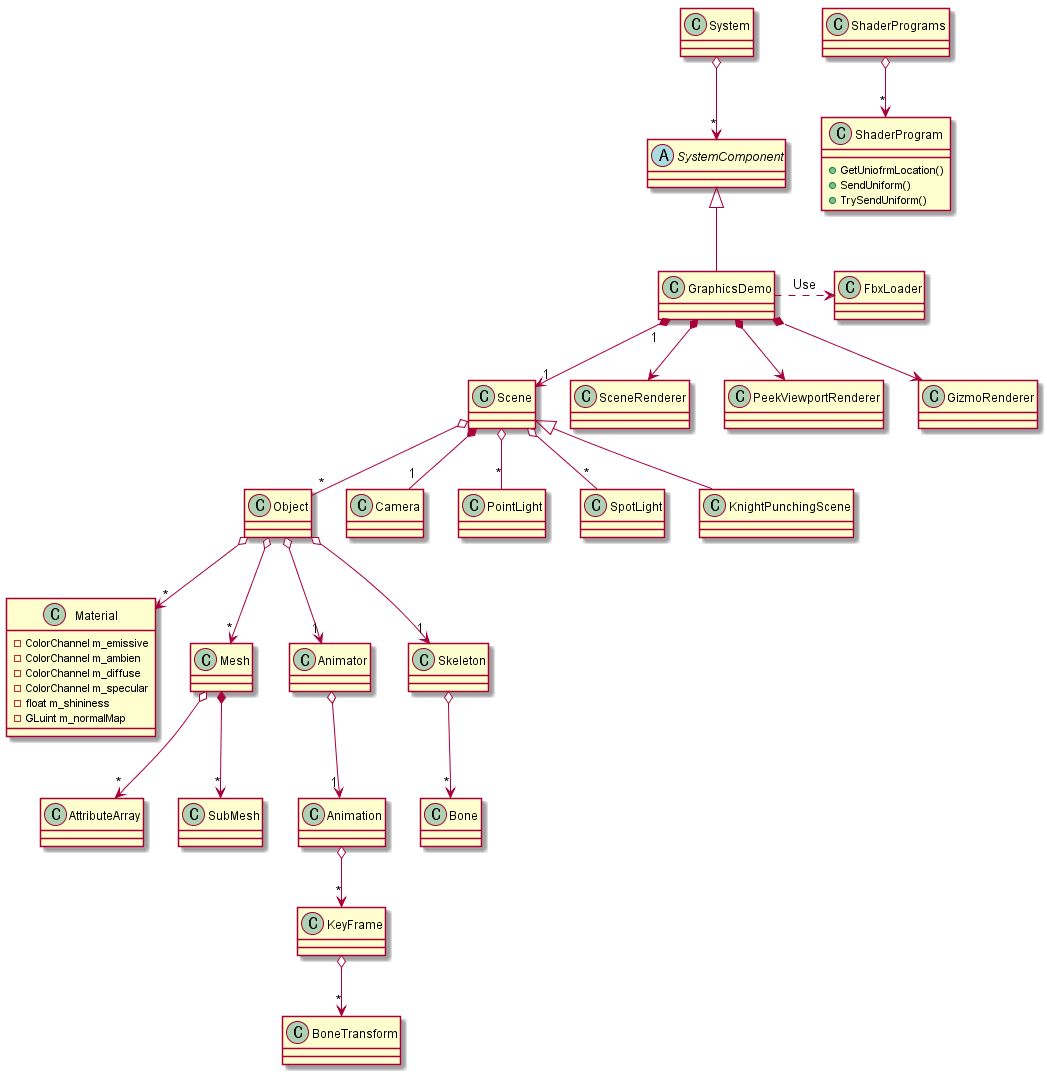 C System
C ShaderPrograms
*
*
A SystemComponent
C ShaderProgram
GetUniofrmLocation()
SendUniform()
TrySendUniform()
C GraphicsDemo
Use
C FbxLoader
1
1
C Scene
C SceneRenderer
C PeekViewportRenderer
C GizmoRenderer
*
1
*
*
C Object
C Camera
C PointLight
C SpotLight
C KnightPunchingScene
*
C Material
ColorChannel m_emissive
ColorChannel m_ambien
ColorChannel m_diffuse
ColorChannel m_specular
float m_shininess
GLuint m_normalMap
*
1
1
C Mesh
C Animator
C Skeleton
*
*
1
*
C AttributeArray
C SubMesh
C Animation
C Bone
*
C KeyFrame
*
C BoneTransform